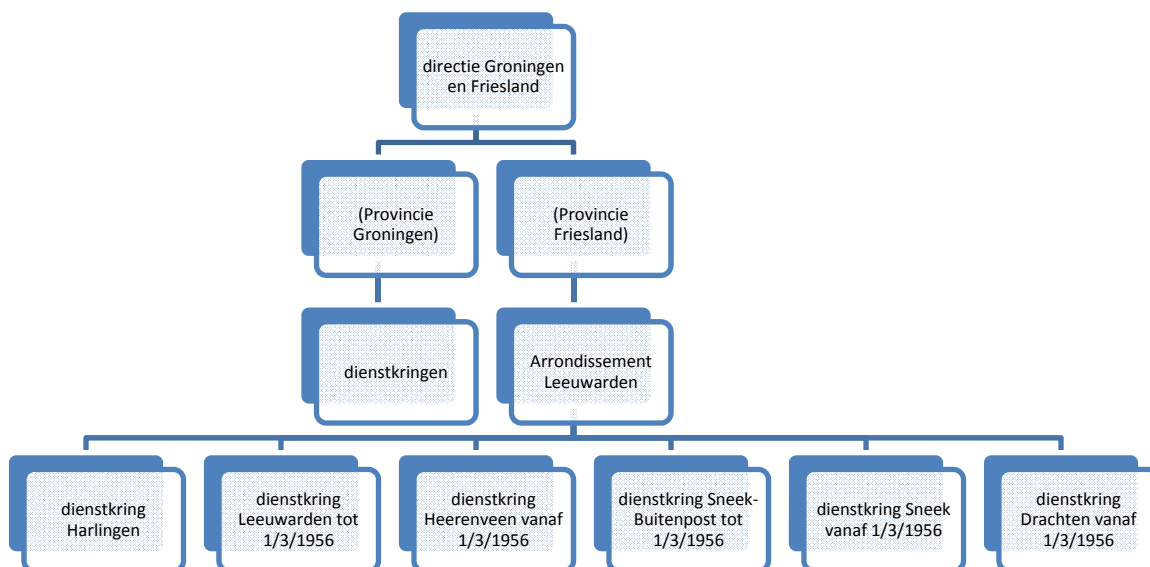 directie Groningen
en Friesland
(Provincie
Groningen)
(Provincie
Friesland)
dienstkringen
Arrondissement
Leeuwarden
dienstkring
Harlingen
dienstkring
Leeuwarden tot
1/3/1956
dienstkring
Heerenveen vanaf
1/3/1956
dienstkring Sneek-
Buitenpost tot
1/3/1956
dienstkring Sneek
vanaf 1/3/1956
dienstkring
Drachten vanaf
1/3/1956